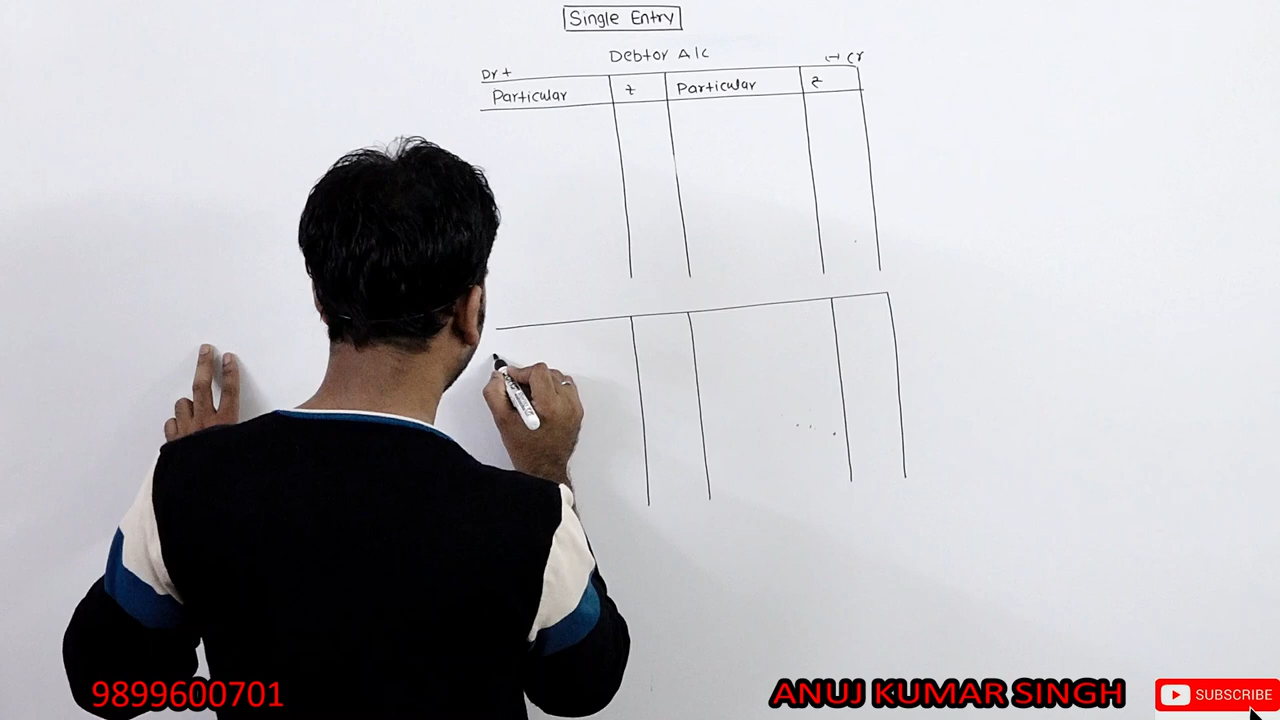 Single Entry
Debtor A/c
Dr + (-) Cr
Particular ₹ Particular ₹
9899600701
ANUJ KUMAR SINGH
SUBSCRIBE